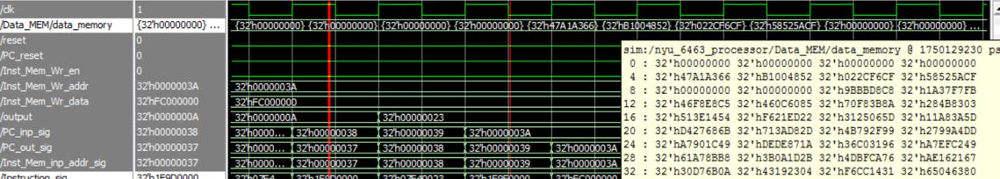 /clk 1
/Data_MEM/data_memory {32'h00000000} ... {32'h00000000} {32'h00000000} {32'h00000000} {32'h00000000} {32'h47A1A366} {32'hB1004852} {32'h022CF6CF} {32'h58525ACF} {32'h00000000} {32'h00000000} ...
/reset 0
/PC_reset 0
/Inst_Mem_Wr_en 0
/Inst_Mem_Wr_addr 32'h0000003A 32'h0000003A
/Inst_Mem_Wr_data 32'hFC000000 32'hFC000000
/output 32'h0000000A 32'h0000000A 32'h00000023
/PC_inp_sig 32'h00000038 32'h0000... 32'h00000038 32'h00000039 32'h0000003A
/PC_out_sig 32'h00000037 32'h0000... 32'h00000037 32'h00000038 32'h00000039 32'h0000003A
/Inst_Mem_inp_addr_sig 32'h00000037 32'h0000... 32'h00000037 32'h00000038 32'h00000039 32'h0000003A
sim:/nyu_6463_processor/Data_MEM/data_memory @ 1750129230 ps
0 : 32'h00000000 32'h00000000 32'h00000000 32'h00000000
4 : 32'h47A1A366 32'hB1004852 32'h022CF6CF 32'h58525ACF
8 : 32'h00000000 32'h00000000 32'h9BBBD8C8 32'h1A37F7FB
12 : 32'h46F8E8C5 32'h460C6085 32'h70F83B8A 32'h284B8303
16 : 32'h513E1454 32'hF621ED22 32'h3125065D 32'h11A83A5D
20 : 32'hD427686B 32'h713AD82D 32'h4B792F99 32'h2799A4DD
24 : 32'hA7901C49 32'hDEDE871A 32'h36C03196 32'hA7EFC249
28 : 32'h61A78BB8 32'h3B0A1D2B 32'h4DBFCA76 32'hAE162167
32 : 32'h30D76B0A 32'h43192304 32'hF6CC1431 32'h65046380